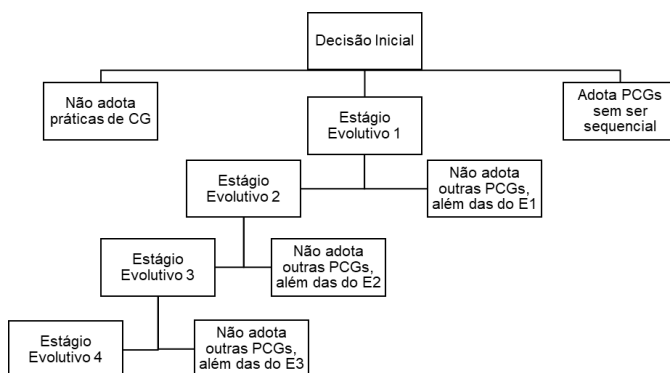 Decisão Inicial
Não adota
práticas de CG
Estágio
Evolutivo 1
Adota PCGs
sem ser
sequencial
Estágio
Evolutivo 2
Não adota
outras PCGs,
além das do E1
Estágio
Evolutivo 3
Não adota
outras PCGs,
além das do E2
Estágio
Evolutivo 4
Não adota
outras PCGs,
além das do E3